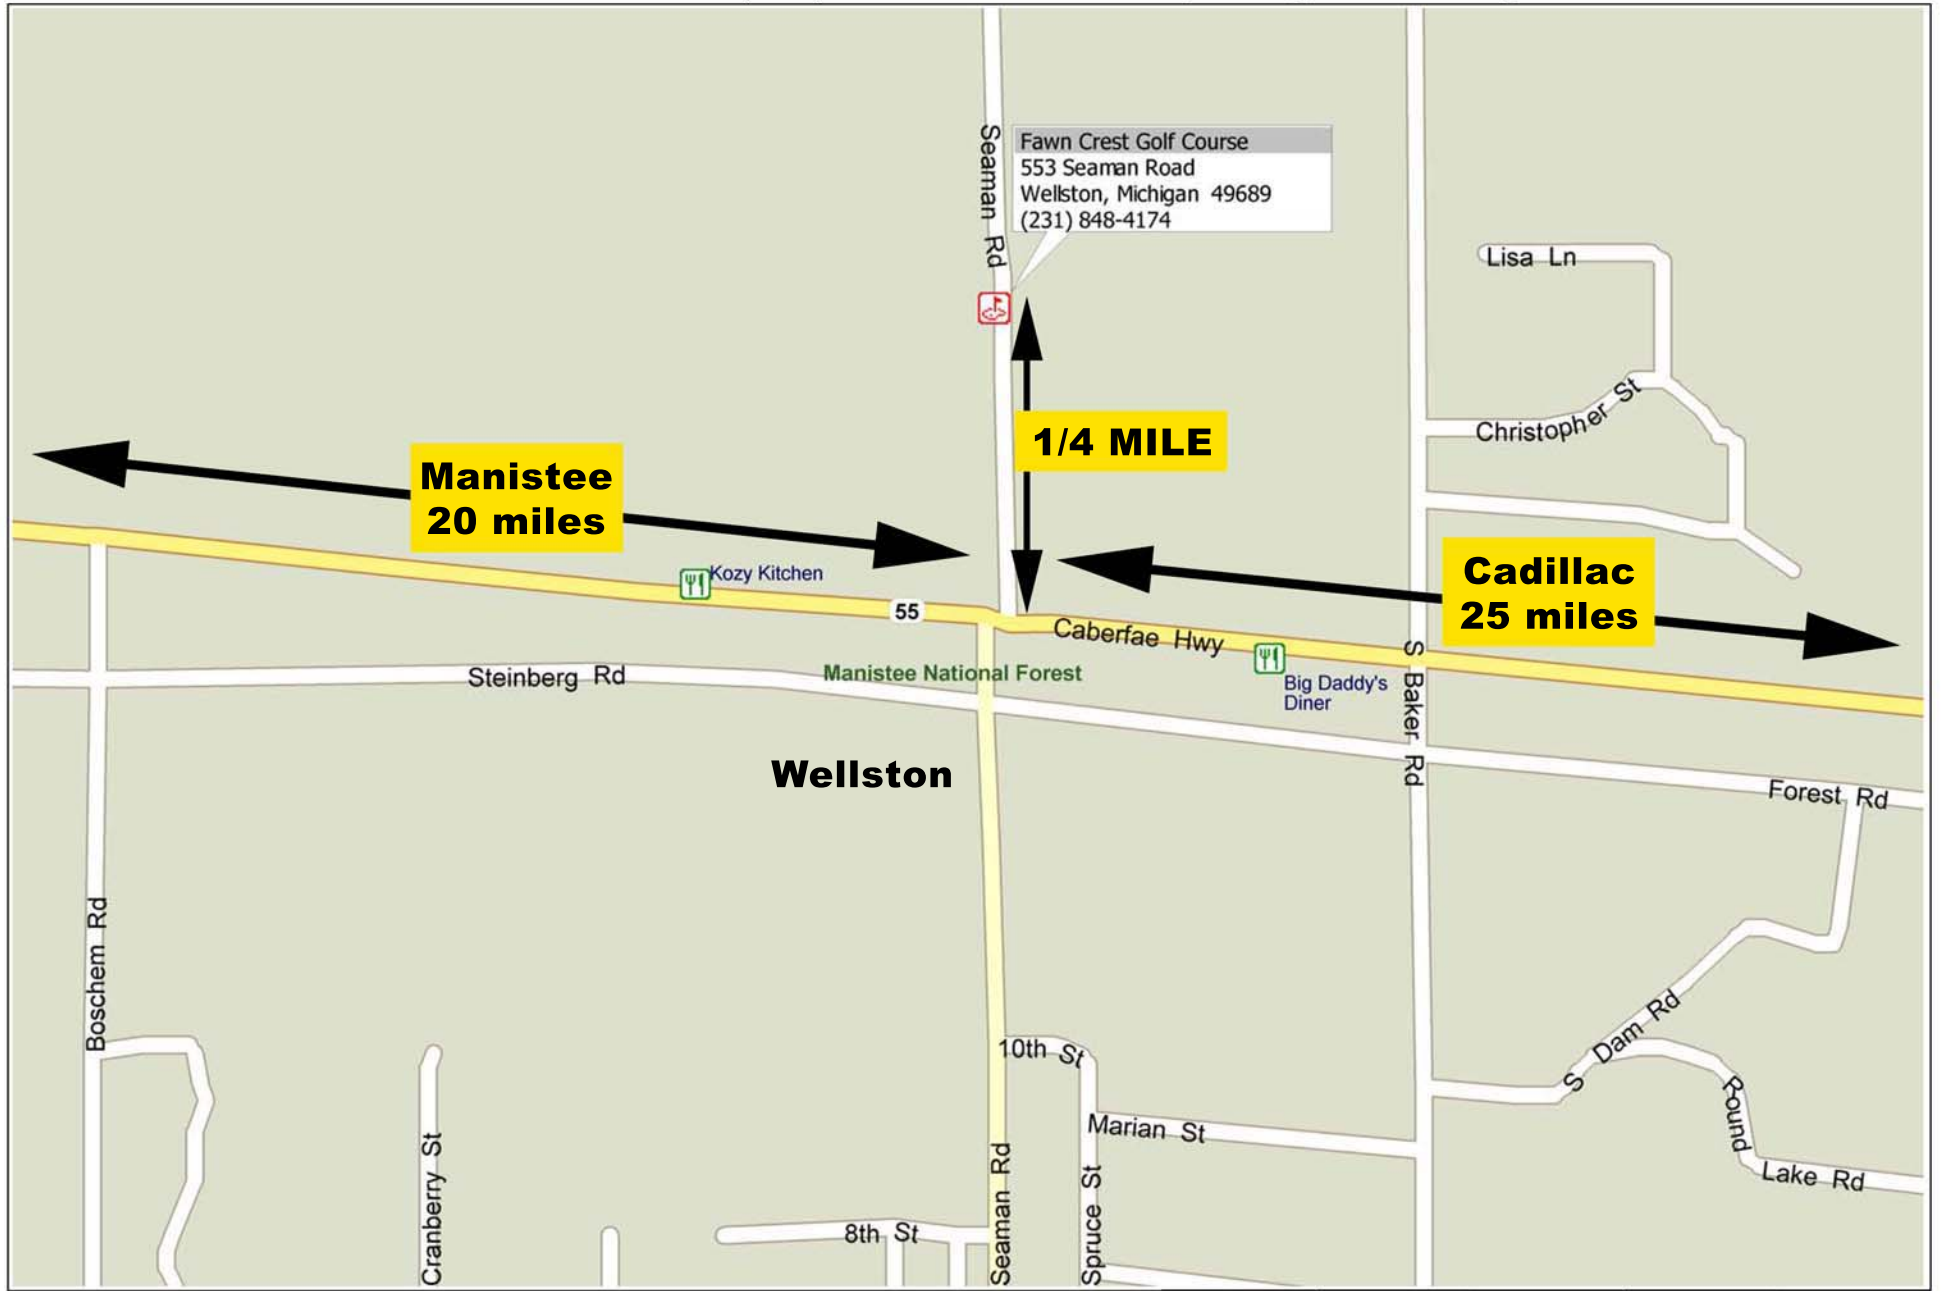 Seaman Rd
Fawn Crest Golf Course
553 Seaman Road
Wellston, Michigan 49689
(231) 848-4174
Lisa Ln
Christopher St
1/4 MILE
Manistee
20 miles
Cadillac
25 miles
Kozy Kitchen
55
Caberfae Hwy
Big Daddy's
Diner
S Baker Rd
Steinberg Rd
Manistee National Forest
Wellston
Forest Rd
Boschem Rd
S Dam Rd
10th St
Marian St
Round Lake Rd
Cranberry St
8th St
Seaman Rd
Spruce St